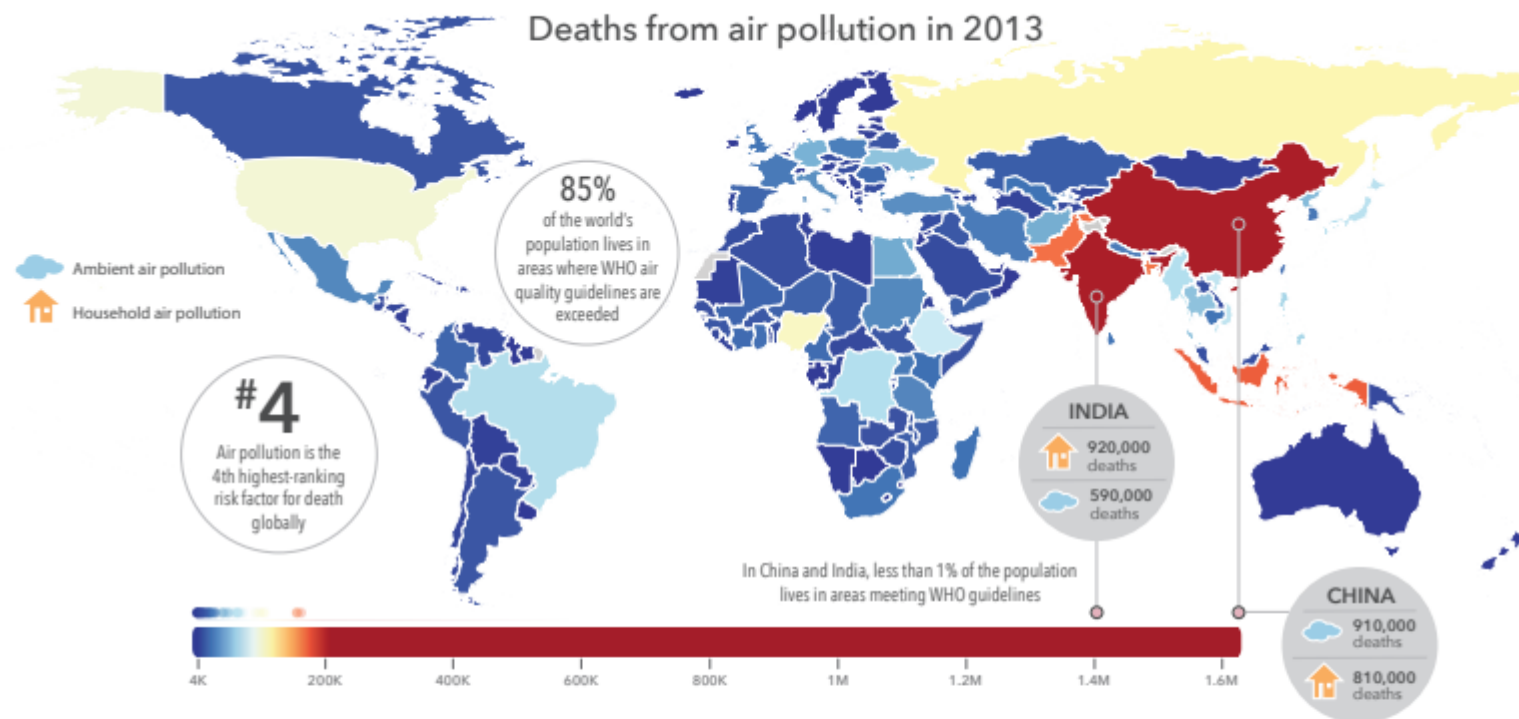 Deaths from air pollution in 2013
85%
of the world's
population lives in
areas where WHO air
quality guidelines are
exceeded
Ambient air pollution
Household air pollution
#4
Air pollution is the
4th highest-ranking
risk factor for death
globally
INDIA
920,000
deaths
590,000
deaths
In China and India, less than 1% of the population
lives in areas meeting WHO guidelines
CHINA
910,000
deaths
810,000
deaths
4K 200K 400K 600K 800K 1M 1.2M 1.4M 1.6M